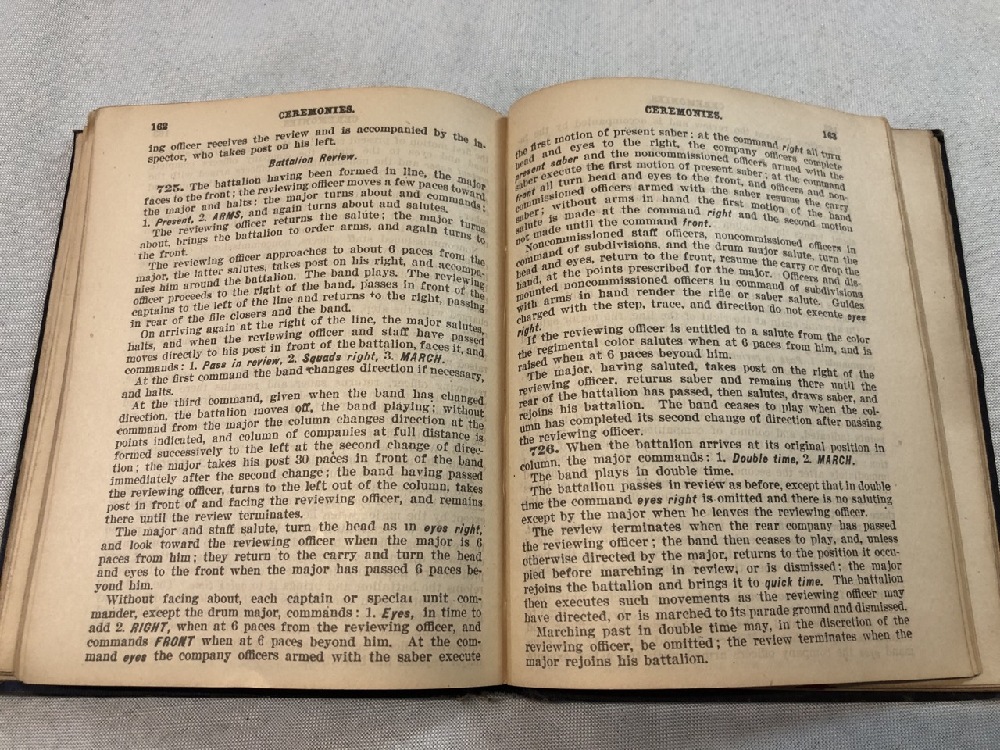 162
CEREMONIES.
ing officer receives the review and is accompanied by the in-
spector, who takes post on his left.
Battalion Review.
725. The battalion having been formed in line, the major
faces to the front; the reviewing officer moves a few paces toward
the major and halts; the major turns about and commands:
1. Present, 2. ARMS, and again turns about and salutes.
The reviewing officer returns the salute; the major turns
about, brings the battalion to order arms, and again turns to
the front.
The reviewing officer approaches to about 6 paces from the
major, the latter salutes, takes post on his right, and accompa-
nies him around the battalion. The band plays. The reviewing
officer proceeds to the right of the band, passes in front of the
captains to the left of the line and returns to the right, passing
in rear of the file closers and the band.
On arriving again at the right of the line, the major salutes,
halts, and when the reviewing officer and staff have passed
moves directly to his post in front of the battalion, faces it, and
commands: 1. Pass in review, 2. Squads right, 3. MARCH.
At the first command the band changes direction if necessary,
and halts.
At the third command, given when the band has changed
direction, the battalion moves off, the band playing; without
command from the major the column changes direction at the
points indicated, and column of companies at full distance is
formed successively to the left at the second change of direc-
tion; the major takes his post 30 paces in front of the band
immediately after the second change; the band having passed
the reviewing officer, turns to the left out of the column, takes
post in front of and facing the reviewing officer, and remains
there until the review terminates.
The major and staff salute, turn the head as in eyes right,
and look toward the reviewing officer when the major is 6
paces from him; they return to the carry and turn the head
and eyes to the front when the major has passed 6 paces be-
yond him.
Without facing about, each captain or special unit com-
mander, except the drum major, commands: 1. Eyes, in time to
add 2. RIGHT, when at 6 paces from the reviewing officer, and
commands FRONT when at 6 paces beyond him. At the com-
mand eyes the company officers armed with the saber execute
CEREMONIES.
163
the first motion of present saber; at the command right all turn
head and eyes to the right, the company officers complete
present saber and the noncommissioned officers armed with the
saber execute the first motion of present saber; at the command
front all turn head and eyes to the front, and officers and non-
commissioned officers armed with the saber resume the carry
saber; without arms in hand the first motion of the hand
salute is made at the command right and the second motion
not made until the command front.
Noncommissioned staff officers, noncommissioned officers in
command of subdivisions, and the drum major salute, turn the
head and eyes, return to the front, resume the carry or drop the
hand, at the points prescribed for the major. Officers and dis-
mounted noncommissioned officers in command of subdivisions
with arms in hand render the rifle or saber salute. Guides
charged with the step, trace, and direction do not execute eyes
right.
If the reviewing officer is entitled to a salute from the color
the regimental color salutes when at 6 paces from him, and is
raised when at 6 paces beyond him.
The major, having saluted, takes post on the right of the
reviewing officer, returns saber and remains there until the
rear of the battalion has passed, then salutes, draws saber, and
rejoins his battalion. The band ceases to play when the col-
umn has completed its second change of direction after passing
the reviewing officer.
726. When the battalion arrives at its original position in
column, the major commands: 1. Double time, 2. MARCH.
The band plays in double time.
The battalion passes in review as before, except that in double
time the command eyes right is omitted and there is no saluting
except by the major when he leaves the reviewing officer.
The review terminates when the rear company has passed
the reviewing officer; the band then ceases to play, and, unless
otherwise directed by the major, returns to the position it occu-
pied before marching in review, or is dismissed; the major
rejoins the battalion and brings it to quick time. The battalion
then executes such movements as the reviewing officer may
have directed, or is marched to its parade ground and dismissed.
Marching past in double time may, in the discretion of the
reviewing officer, be omitted; the review terminates when the
major rejoins his battalion.